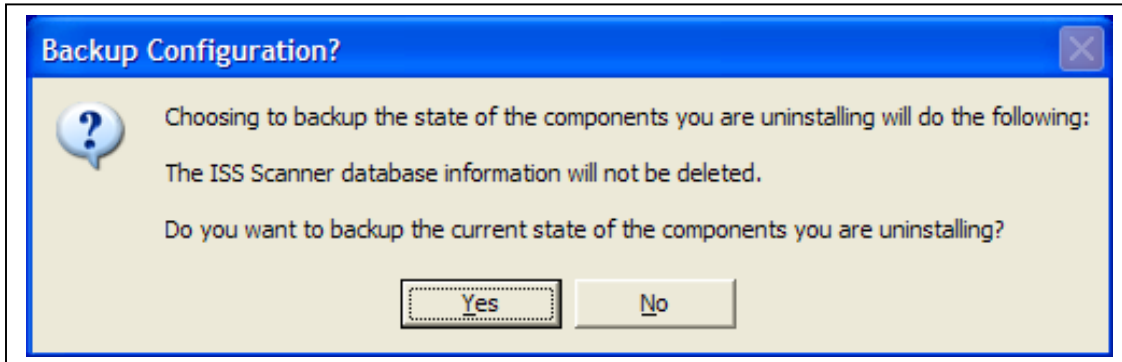 Backup Configuration?
Choosing to backup the state of the components you are uninstalling will do the following:
The ISS Scanner database information will not be deleted.
Do you want to backup the current state of the components you are uninstalling?
Yes
No